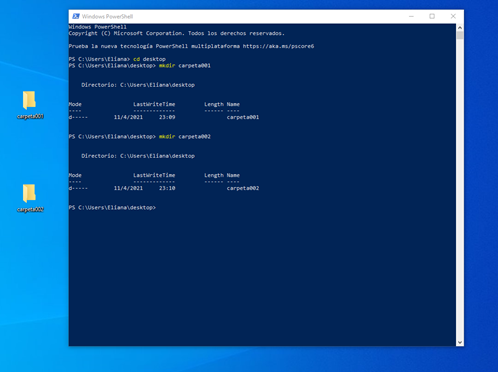 Windows PowerShell
Windows PowerShell
Copyright (C) Microsoft Corporation. Todos los derechos reservados.
Prueba la nueva tecnología PowerShell multiplataforma https://aka.ms/pscore6
PS C:\Users\Eliana> cd desktop
PS C:\Users\Eliana\desktop> mkdir carpeta001
Directorio: C:\Users\Eliana\desktop
Mode LastWriteTime Length Name
---- ------------- ------ ----
d----- 11/4/2021 23:09 carpeta001
PS C:\Users\Eliana\desktop> mkdir carpeta002
Directorio: C:\Users\Eliana\desktop
Mode LastWriteTime Length Name
---- ------------- ------ ----
d----- 11/4/2021 23:10 carpeta002
PS C:\Users\Eliana\desktop>
carpeta001
carpeta002